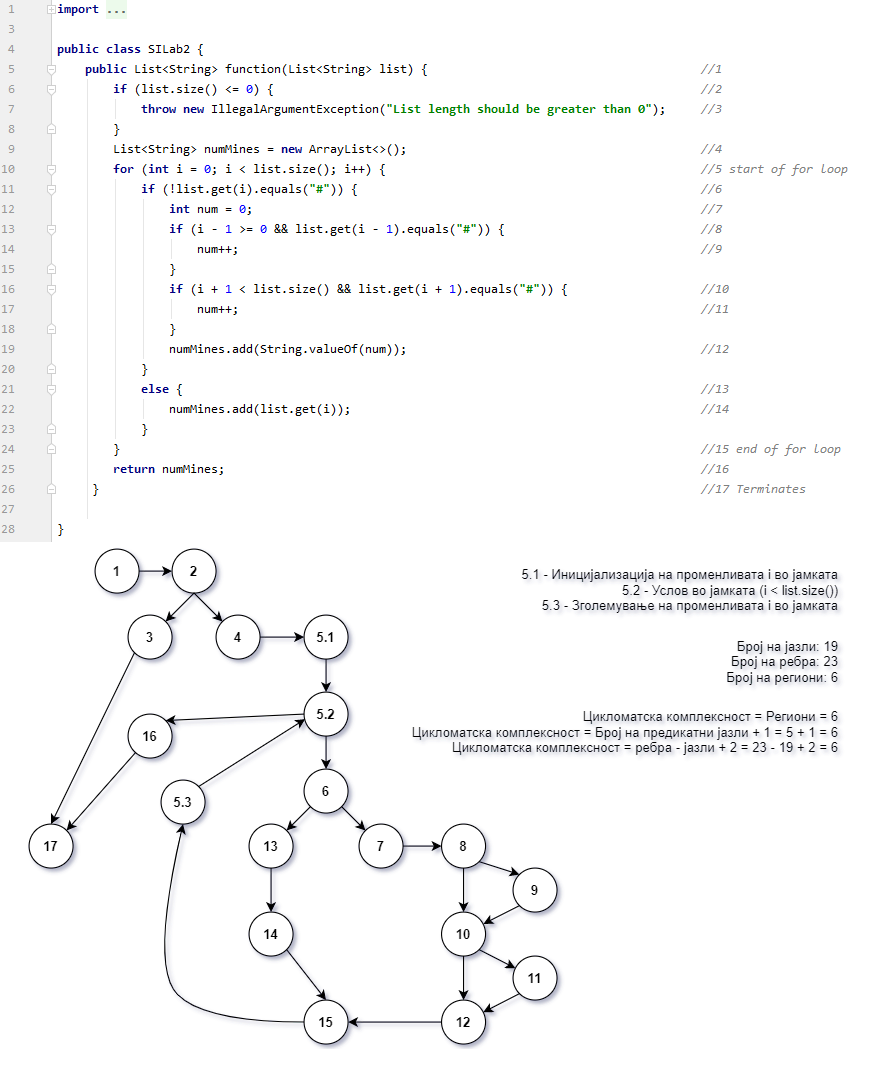 1 import ...
3
4 public class SILab2 {
5 public List<String> function(List<String> list) { //1
6 if (list.size() <= 0) { //2
7 throw new IllegalArgumentException("List length should be greater than 0"); //3
8 }
9 List<String> numMines = new ArrayList<>(); //4
10 for (int i = 0; i < list.size(); i++) { //5 start of for loop
11 if (!list.get(i).equals("#")) { //6
12 int num = 0; //7
13 if (i - 1 >= 0 && list.get(i - 1).equals("#")) { //8
14 num++; //9
15 }
16 if (i + 1 < list.size() && list.get(i + 1).equals("#")) { //10
17 num++; //11
18 }
19 numMines.add(String.valueOf(num)); //12
20 }
21 else { //13
22 numMines.add(list.get(i)); //14
23 }
24 } //15 end of for loop
25 return numMines; //16
26 } //17 Terminates
27
28 }
1 2
5.1 - Иницијализација на променливата i во јамката
5.2 - Услов во јамката (i < list.size())
5.3 - Зголемување на променливата i во јамката
3 4 5.1
Број на јазли: 19
Број на ребра: 23
Број на региони: 6
5.2
16
Цикломатска комплексност = Региони = 6
Цикломатска комплексност = Број на предикатни јазли + 1 = 5 + 1 = 6
Цикломатска комплексност = ребра - јазли + 2 = 23 - 19 + 2 = 6
6
5.3
17 13 7 8
9
14 10
11
15 12